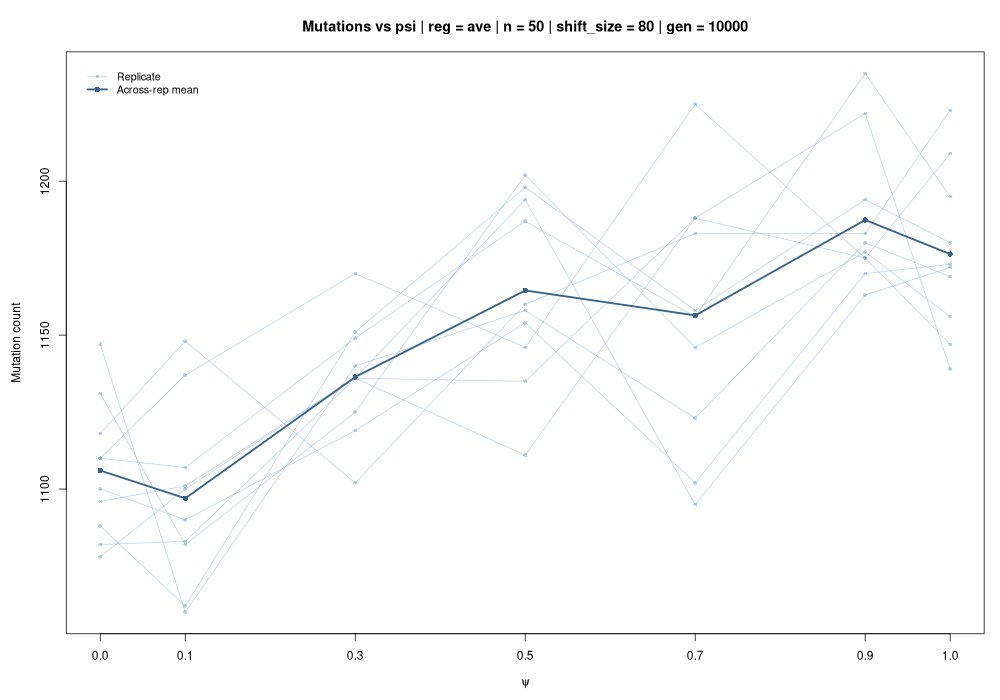 Mutations vs psi | reg = ave | n = 50 | shift_size = 80 | gen = 10000
Replicate
Across-rep mean
Mutation count
1200
1150
1100
0.0 0.1 0.3 0.5 0.7 0.9 1.0
ψ